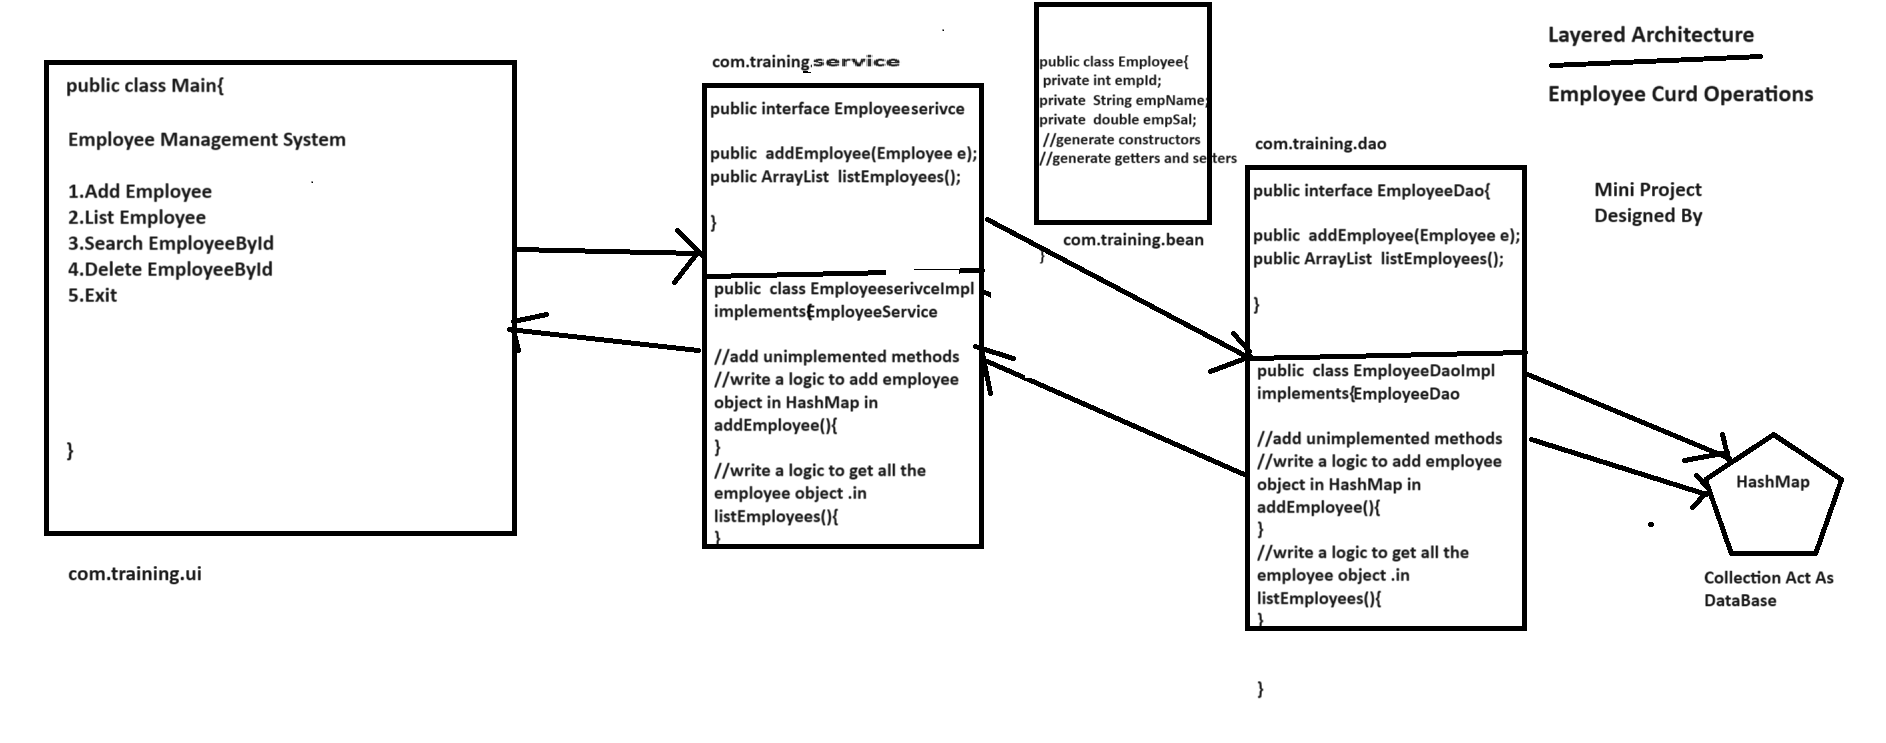 public class Main{
Employee Management System
1.Add Employee
2.List Employee
3.Search EmployeeById
4.Delete EmployeeById
5.Exit
}
com.training.ui
com.training.service
public interface Employeeserivce
public  addEmployee(Employee e);
public ArrayList  listEmployees();
}
public  class EmployeeserivceImpl
implements{EmployeeService
//add unimplemented methods
//write a logic to add employee
object in HashMap in
addEmployee(){
}
//write a logic to get all the
employee object .in
listEmployees(){
}
public class Employee{
private int empId;
private  String empName;
private  double empSal;
//generate constructors
//generate getters and setters
com.training.bean
}
com.training.dao
public interface EmployeeDao{
public  addEmployee(Employee e);
public ArrayList  listEmployees();
}
public  class EmployeeDaoImpl
implements{EmployeeDao
//add unimplemented methods
//write a logic to add employee
object in HashMap in
addEmployee(){
}
//write a logic to get all the
employee object .in
listEmployees(){
}
}
Layered Architecture
Employee Curd Operations
Mini Project
Designed By
HashMap
Collection Act As
DataBase